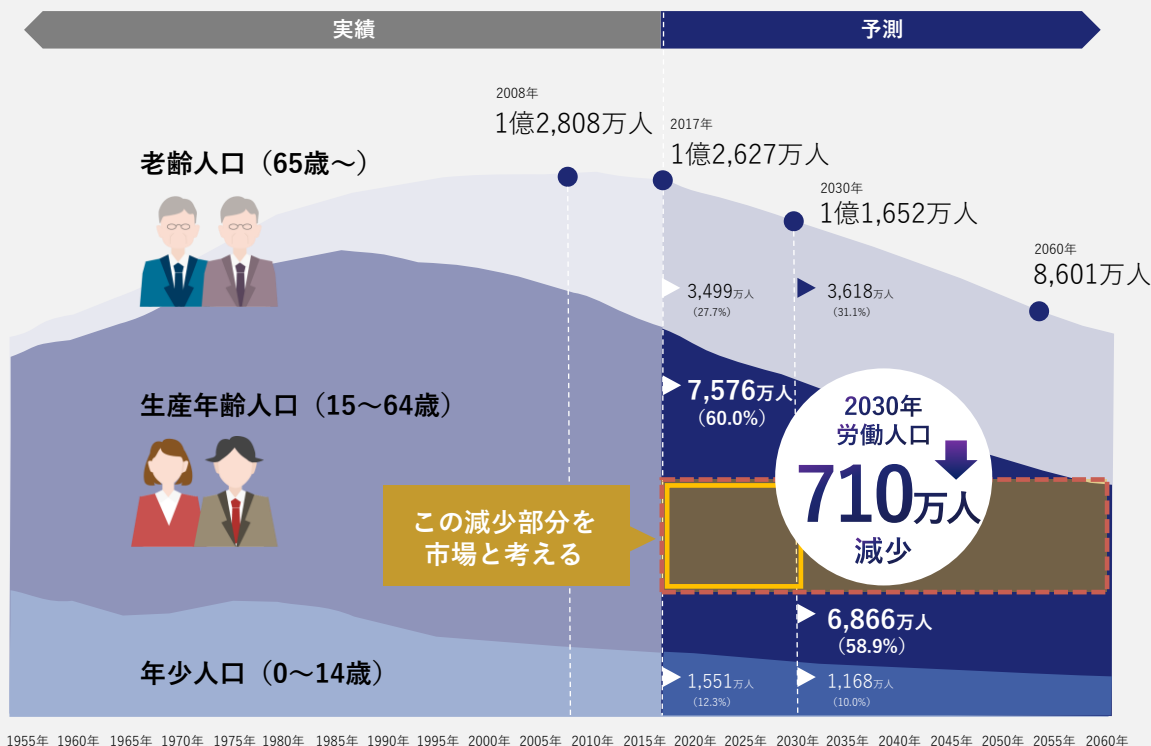 実績
予測
2008年
1億2,808万人
2017年
1億2,627万人
2030年
1億1,652万人
2060年
8,601万人
老齢人口（65歳〜）
3,499万人
（27.7%）
3,618万人
（31.1%）
生産年齢人口（15〜64歳）
7,576万人
（60.0%）
2030年
労働人口
710万人
減少
この減少部分を
市場と考える
6,866万人
（58.9%）
年少人口（0〜14歳）
1,551万人
（12.3%）
1,168万人
（10.0%）
1955年 1960年 1965年 1970年 1975年 1980年 1985年 1990年 1995年 2000年 2005年 2010年 2015年 2020年 2025年 2030年 2035年 2040年 2045年 2050年 2055年 2060年